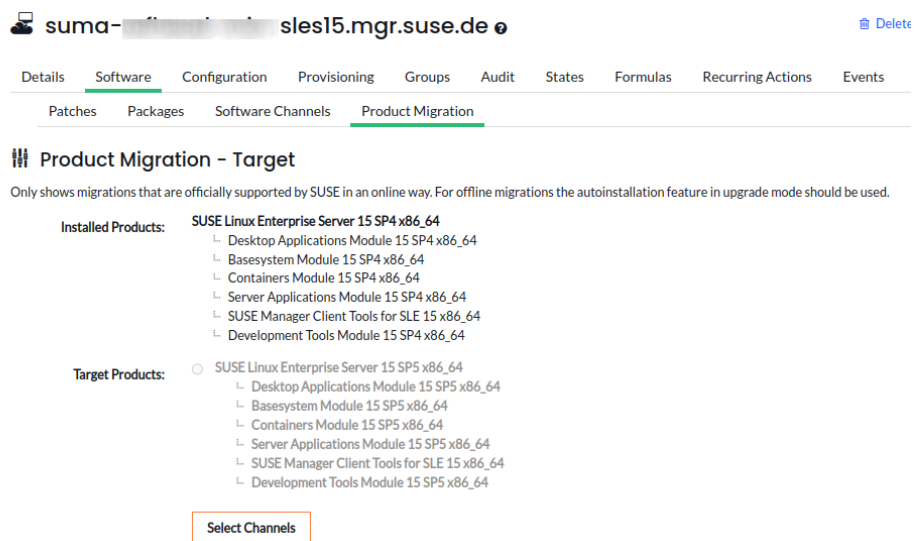 suma- sles15.mgr.suse.de
Delete
Details Software Configuration Provisioning Groups Audit States Formulas Recurring Actions Events
Patches Packages Software Channels Product Migration
Product Migration - Target
Only shows migrations that are officially supported by SUSE in an online way. For offline migrations the autoinstallation feature in upgrade mode should be used.
Installed Products: SUSE Linux Enterprise Server 15 SP4 x86_64
Desktop Applications Module 15 SP4 x86_64
Basesystem Module 15 SP4 x86_64
Containers Module 15 SP4 x86_64
Server Applications Module 15 SP4 x86_64
SUSE Manager Client Tools for SLE 15 x86_64
Development Tools Module 15 SP4 x86_64
Target Products: SUSE Linux Enterprise Server 15 SP5 x86_64
Desktop Applications Module 15 SP5 x86_64
Basesystem Module 15 SP5 x86_64
Containers Module 15 SP5 x86_64
Server Applications Module 15 SP5 x86_64
SUSE Manager Client Tools for SLE 15 x86_64
Development Tools Module 15 SP5 x86_64
Select Channels